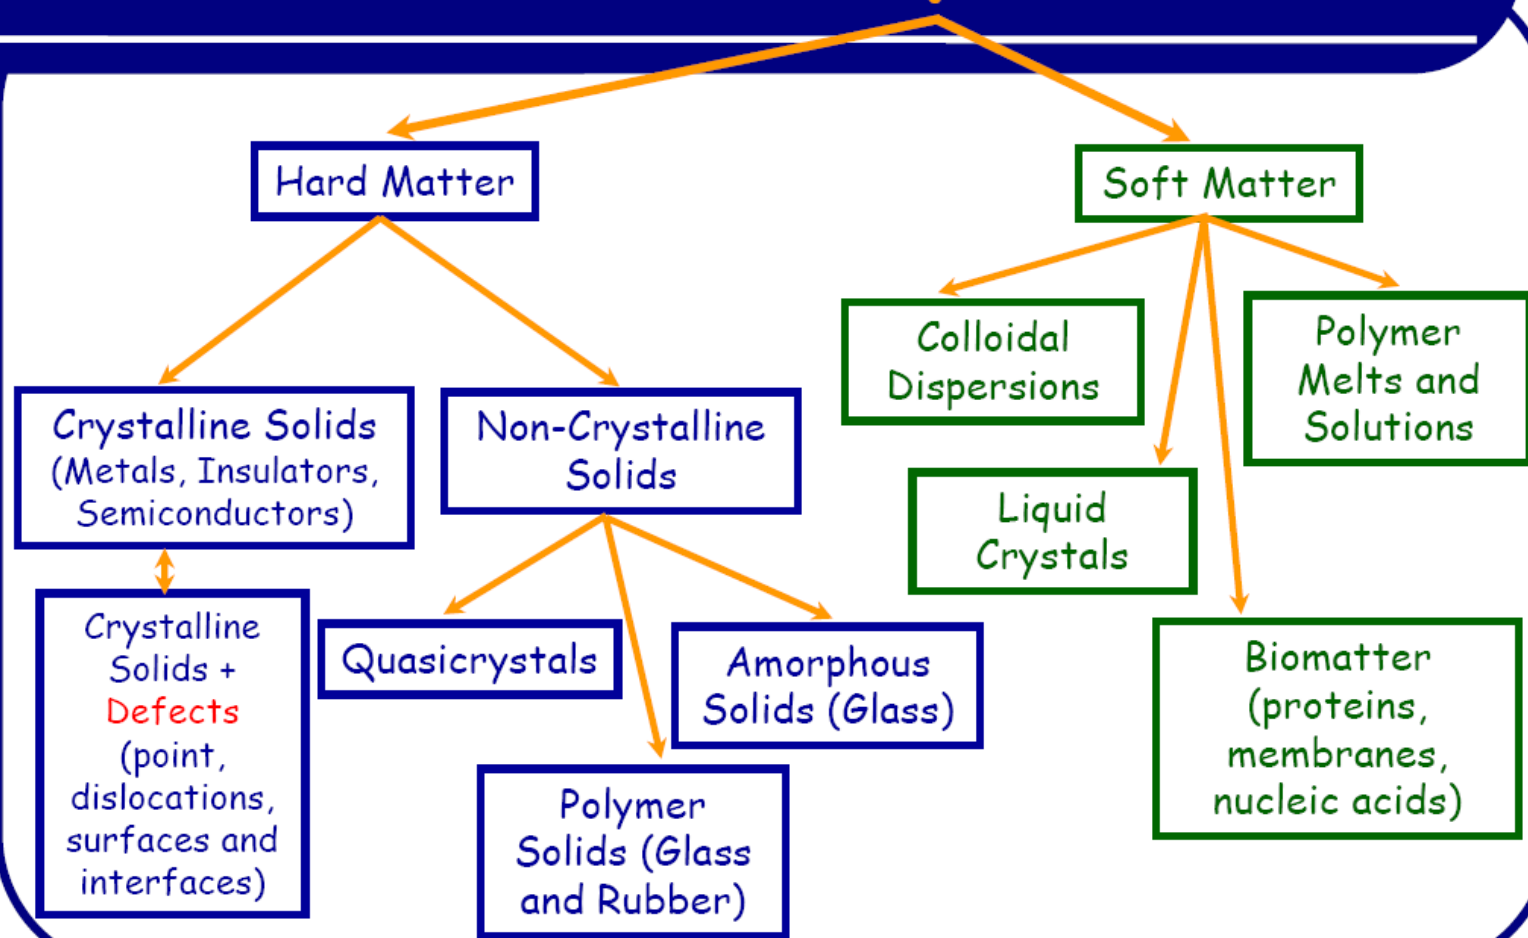 Hard Matter
Soft Matter
Colloidal
Dispersions
Polymer
Melts and
Solutions
Crystalline Solids
(Metals, Insulators,
Semiconductors)
Non-Crystalline
Solids
Liquid
Crystals
Crystalline
Solids +
Defects
(point,
dislocations,
surfaces and
interfaces)
Quasicrystals
Amorphous
Solids (Glass)
Polymer
Solids (Glass
and Rubber)
Biomatter
(proteins,
membranes,
nucleic acids)